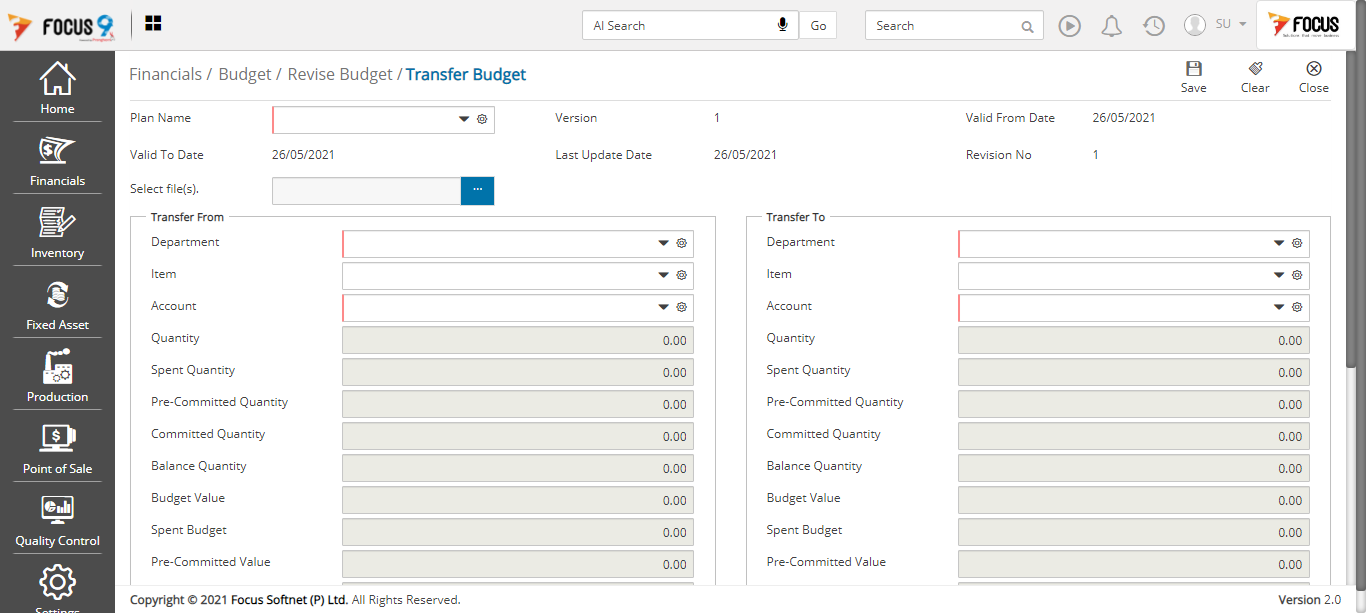 FOCUS 9
AI Search
Go
Search
SU
FOCUS
Home
Financials
Inventory
Fixed Asset
Production
Point of Sale
Quality Control
Settings
Financials / Budget / Revise Budget / Transfer Budget
Save
Clear
Close
Plan Name
Version 1
Valid From Date 26/05/2021
Valid To Date 26/05/2021
Last Update Date 26/05/2021
Revision No 1
Select file(s).
...
Transfer From
Department
Item
Account
Quantity 0.00
Spent Quantity 0.00
Pre-Committed Quantity 0.00
Committed Quantity 0.00
Balance Quantity 0.00
Budget Value 0.00
Spent Budget 0.00
Pre-Committed Value 0.00
Transfer To
Department
Item
Account
Quantity 0.00
Spent Quantity 0.00
Pre-Committed Quantity 0.00
Committed Quantity 0.00
Balance Quantity 0.00
Budget Value 0.00
Spent Budget 0.00
Pre-Committed Value 0.00
Copyright © 2021 Focus Softnet (P) Ltd. All Rights Reserved.
Version 2.0